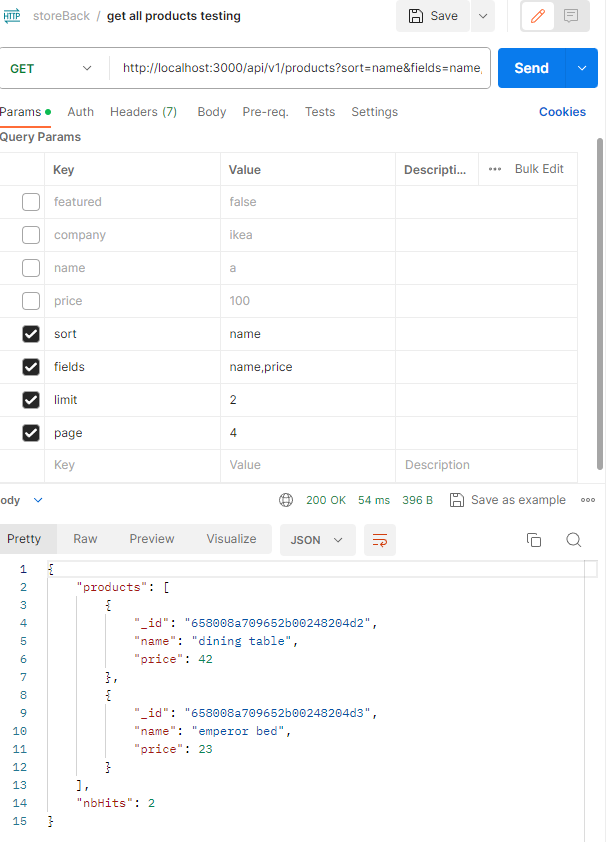 HTTP storeBack / get all products testing Save
GET http://localhost:3000/api/v1/products?sort=name&fields=name, Send
Params Auth Headers (7) Body Pre-req. Tests Settings Cookies
Query Params
Key Value Descripti... Bulk Edit
featured false
company ikea
name a
price 100
sort name
fields name,price
limit 2
page 4
Key Value Description
ody 200 OK 54 ms 396 B Save as example
Pretty Raw Preview Visualize JSON
1 {
2 "products": [
3 {
4 "_id": "658008a709652b00248204d2",
5 "name": "dining table",
6 "price": 42
7 },
8 {
9 "_id": "658008a709652b00248204d3",
10 "name": "emperor bed",
11 "price": 23
12 }
13 ],
14 "nbHits": 2
15 }